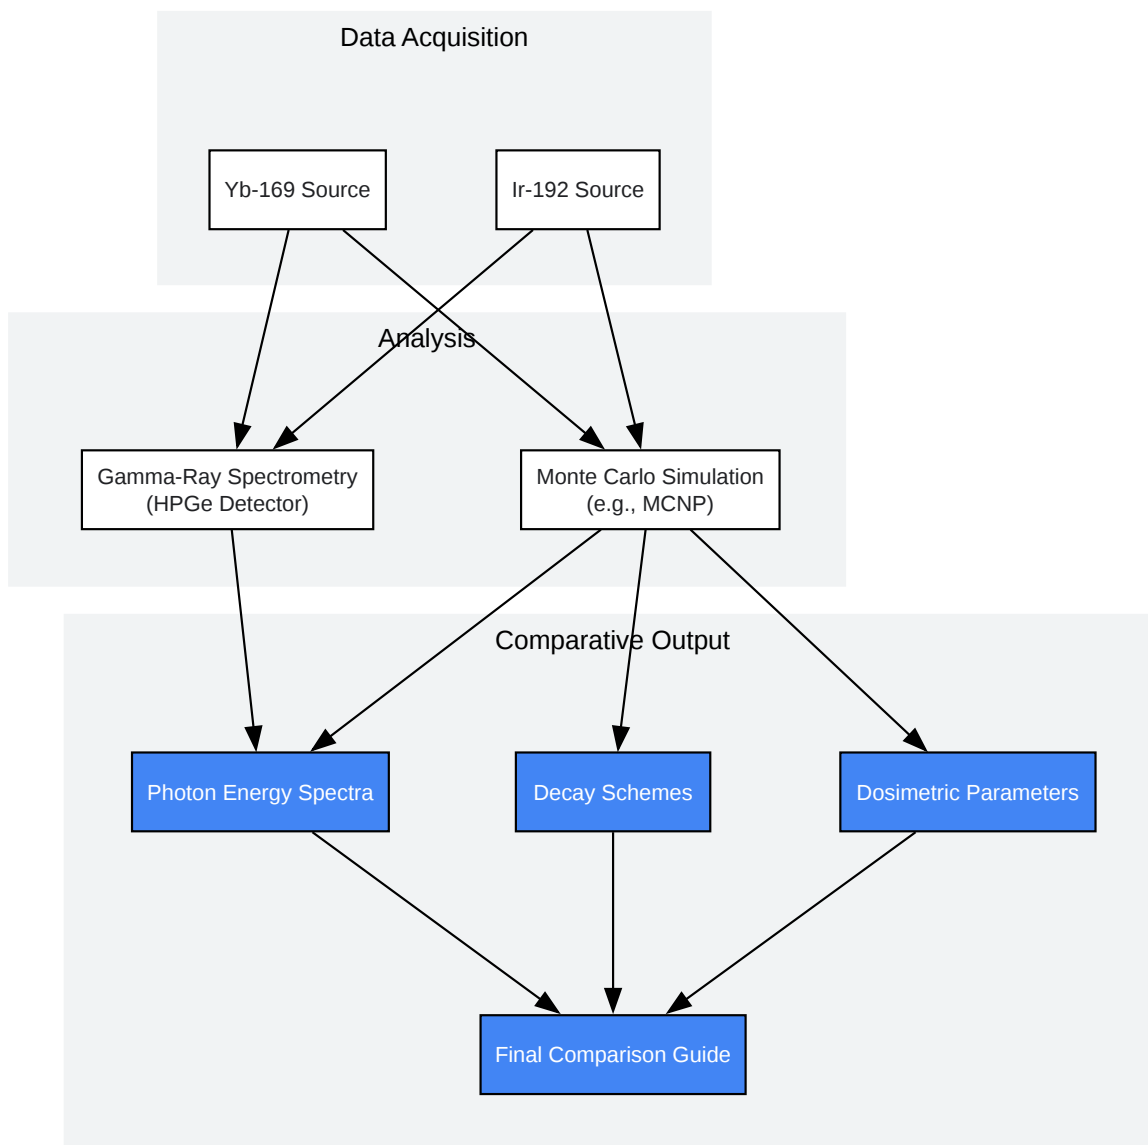 Data Acquisition
Yb-169 Source
Ir-192 Source
Analysis
Gamma-Ray Spectrometry
(HPGe Detector)
Monte Carlo Simulation
(e.g., MCNP)
Comparative Output
Photon Energy Spectra
Decay Schemes
Dosimetric Parameters
Final Comparison Guide